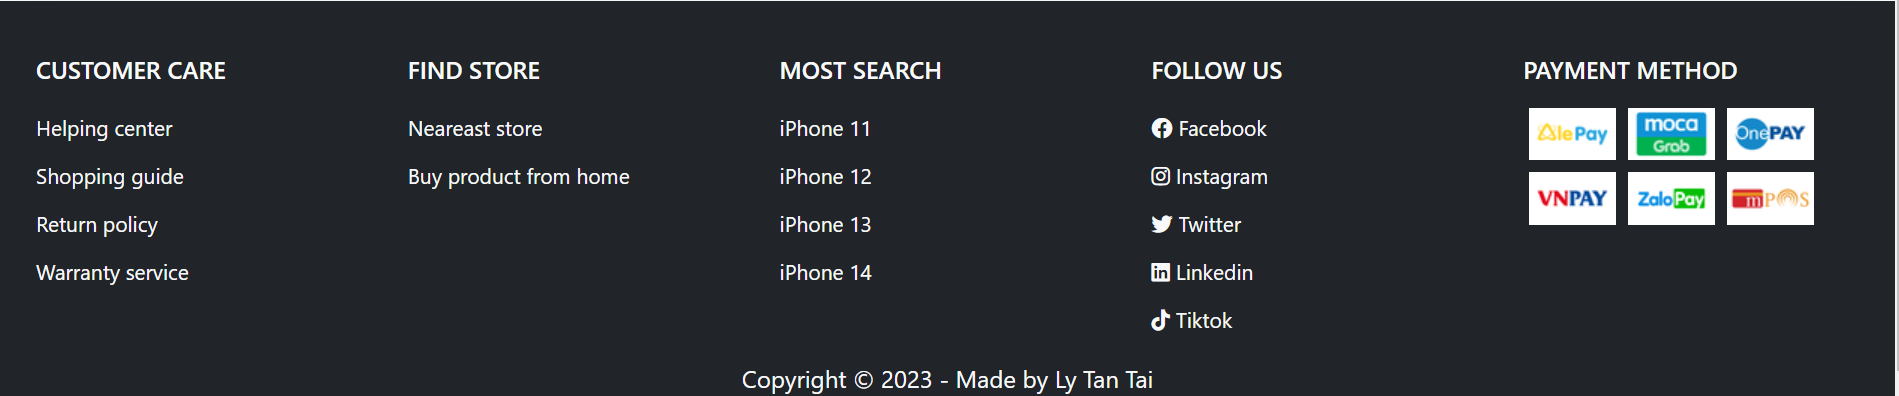 CUSTOMER CARE
Helping center
Shopping guide
Return policy
Warranty service
FIND STORE
Neareast store
Buy product from home
MOST SEARCH
iPhone 11
iPhone 12
iPhone 13
iPhone 14
FOLLOW US
Facebook
Instagram
Twitter
Linkedin
Tiktok
PAYMENT METHOD
AlePay
moca
Grab
OnePAY
VNPAY
ZaloPay
mPOS
Copyright © 2023 - Made by Ly Tan Tai